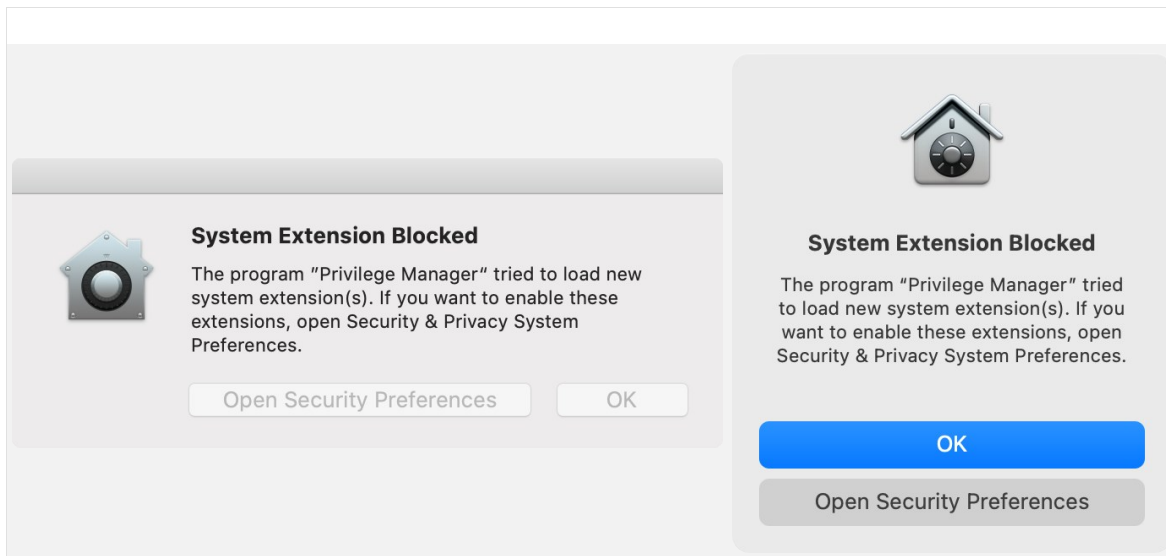 System Extension Blocked
The program "Privilege Manager" tried to load new
system extension(s). If you want to enable these
extensions, open Security & Privacy System
Preferences.
Open Security Preferences
OK
System Extension Blocked
The program “Privilege Manager” tried
to load new system extension(s). If you
want to enable these extensions, open
Security & Privacy System Preferences.
OK
Open Security Preferences